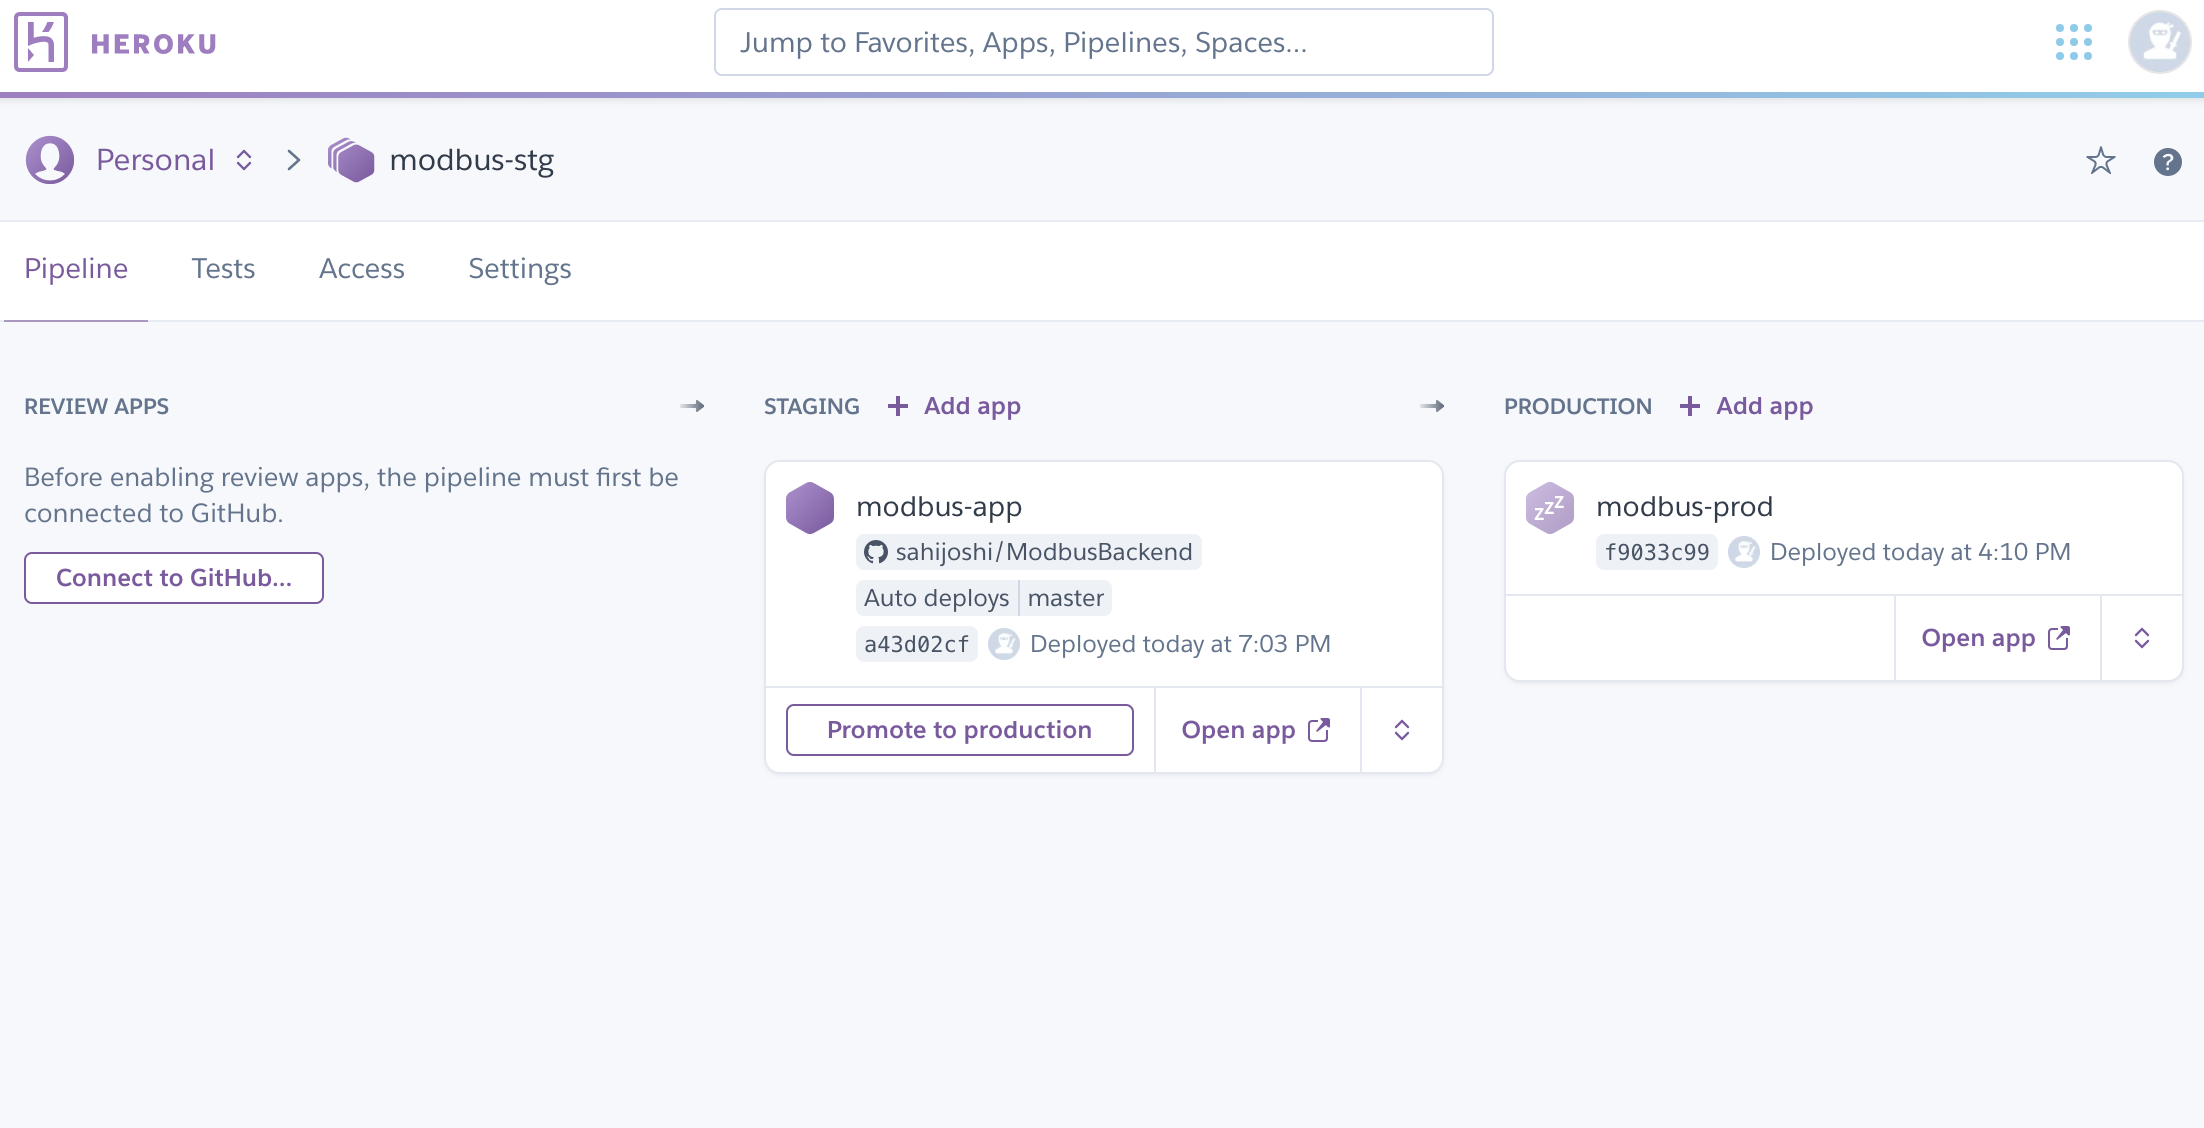 HEROKU
Jump to Favorites, Apps, Pipelines, Spaces...
Personal
modbus-stg
Pipeline Tests Access Settings
REVIEW APPS
Before enabling review apps, the pipeline must first be
connected to GitHub.
Connect to GitHub...
STAGING + Add app
modbus-app
sahijoshi/ModbusBackend
Auto deploys master
a43d02cf Deployed today at 7:03 PM
Promote to production Open app
PRODUCTION + Add app
zzz
modbus-prod
f9033c99 Deployed today at 4:10 PM
Open app